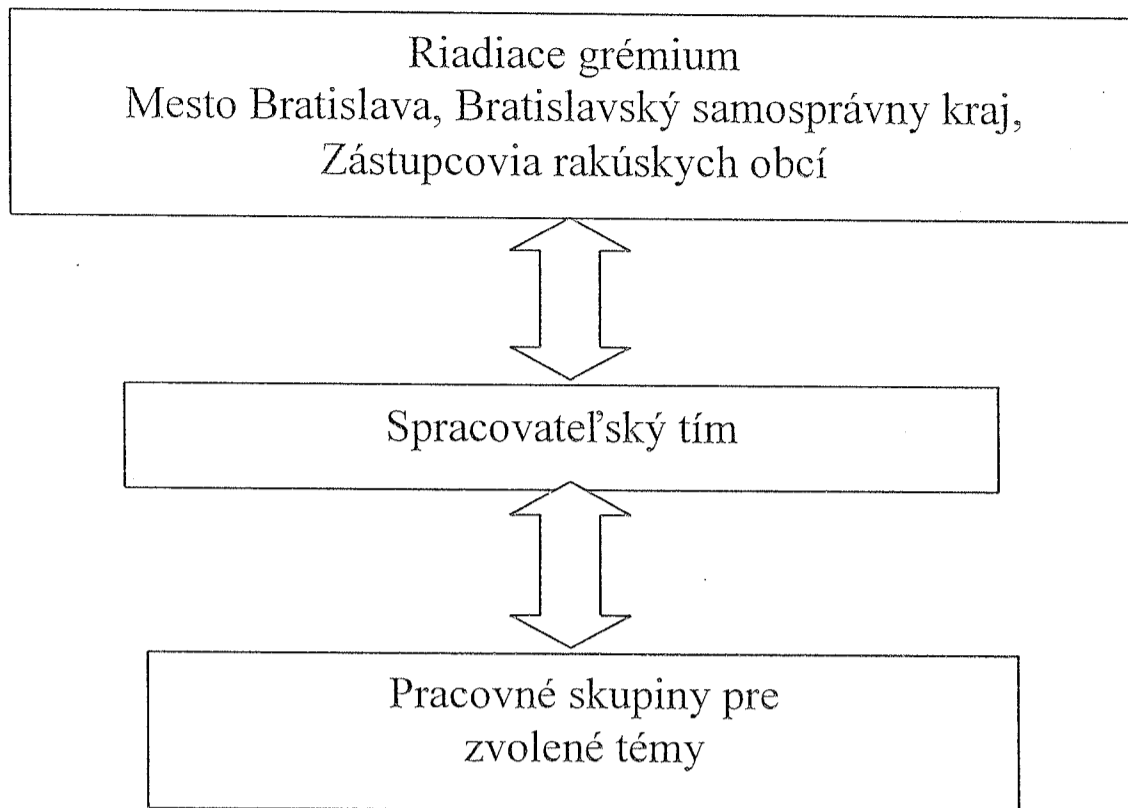 Riadiace grémium
Mesto Bratislava, Bratislavský samosprávny kraj,
Zástupcovia rakúskych obcí
Spracovateľský tím
Pracovné skupiny pre
zvolené témy